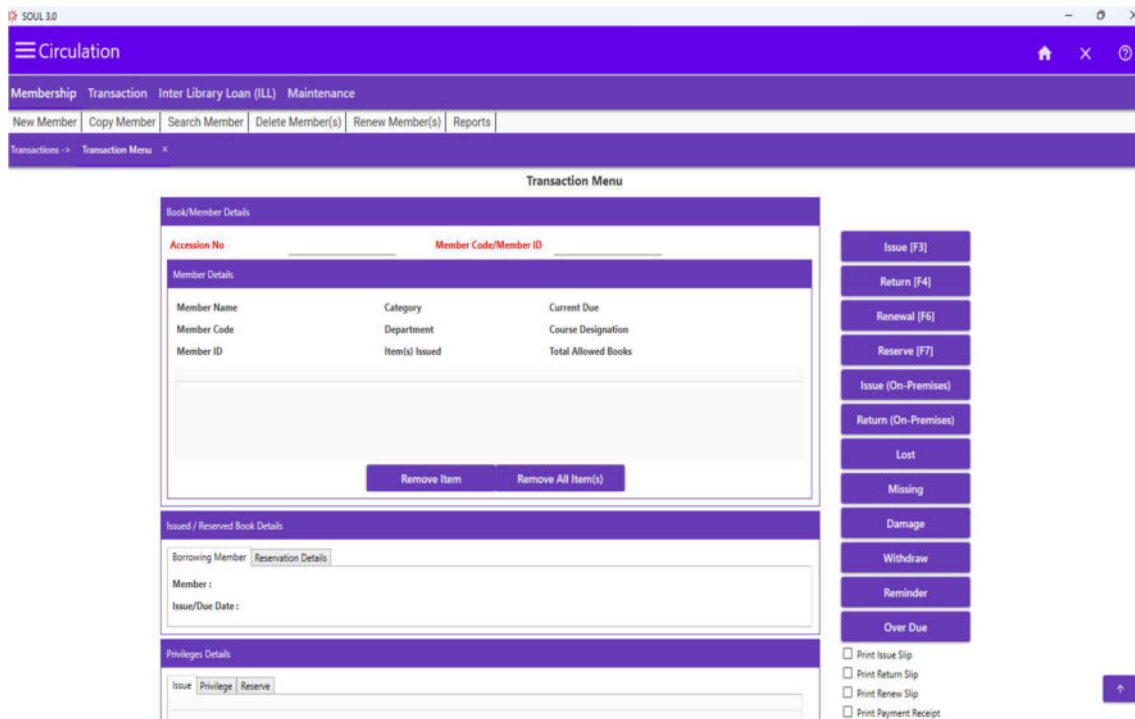 SOUL 3.0
Circulation
Membership Transaction Inter Library Loan (ILL) Maintenance
New Member Copy Member Search Member Delete Member(s) Renew Member(s) Reports
Transactions -> Transaction Menu ×
Transaction Menu
Book/Member Details
Accession No Member Code/Member ID
Member Details
Member Name Category Current Due
Member Code Department Course Designation
Member ID Item(s) Issued Total Allowed Books
Remove Item Remove All Item(s)
Issued / Reserved Book Details
Borrowing Member Reservation Details
Member :
Issue/Due Date :
Privileges Details
Issue Privilege Reserve
Issue [F3]
Return [F4]
Renewal [F6]
Reserve [F7]
Issue (On-Premises)
Return (On-Premises)
Lost
Missing
Damage
Withdraw
Reminder
Over Due
Print Issue Slip
Print Return Slip
Print Renew Slip
Print Payment Receipt